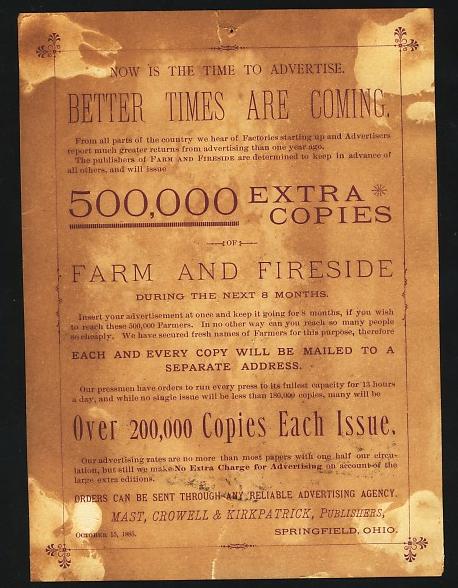 NOW IS THE TIME TO ADVERTISE.
BETTER TIMES ARE COMING.
From all parts of the country we hear of Factories starting up and Advertisers
report much greater returns from advertising than one year ago.
The publishers of FARM AND FIRESIDE are determined to keep in advance of
all others, and will issue
500,000 EXTRA
COPIES
OF
FARM AND FIRESIDE
DURING THE NEXT 8 MONTHS.
Insert your advertisement at once and keep it going for 8 months, if you wish
to reach these 500,000 Farmers. In no other way can you reach so many people
so cheaply. We have secured fresh names of Farmers for this purpose, therefore
EACH AND EVERY COPY WILL BE MAILED TO A
SEPARATE ADDRESS.
Our pressmen have orders to run every press to its fullest capacity for 13 hours
a day, and while no single issue will be less than 180,000 copies, many will be
Over 200,000 Copies Each Issue.
Our advertising rates are no more than most papers with one half our circu-
lation, but still we make No Extra Charge for Advertising on account of the
large extra editions.
ORDERS CAN BE SENT THROUGH ANY RELIABLE ADVERTISING AGENCY.
MAST, CROWELL & KIRKPATRICK, PUBLISHERS,
OCTOBER 15, 1885. SPRINGFIELD, OHIO.